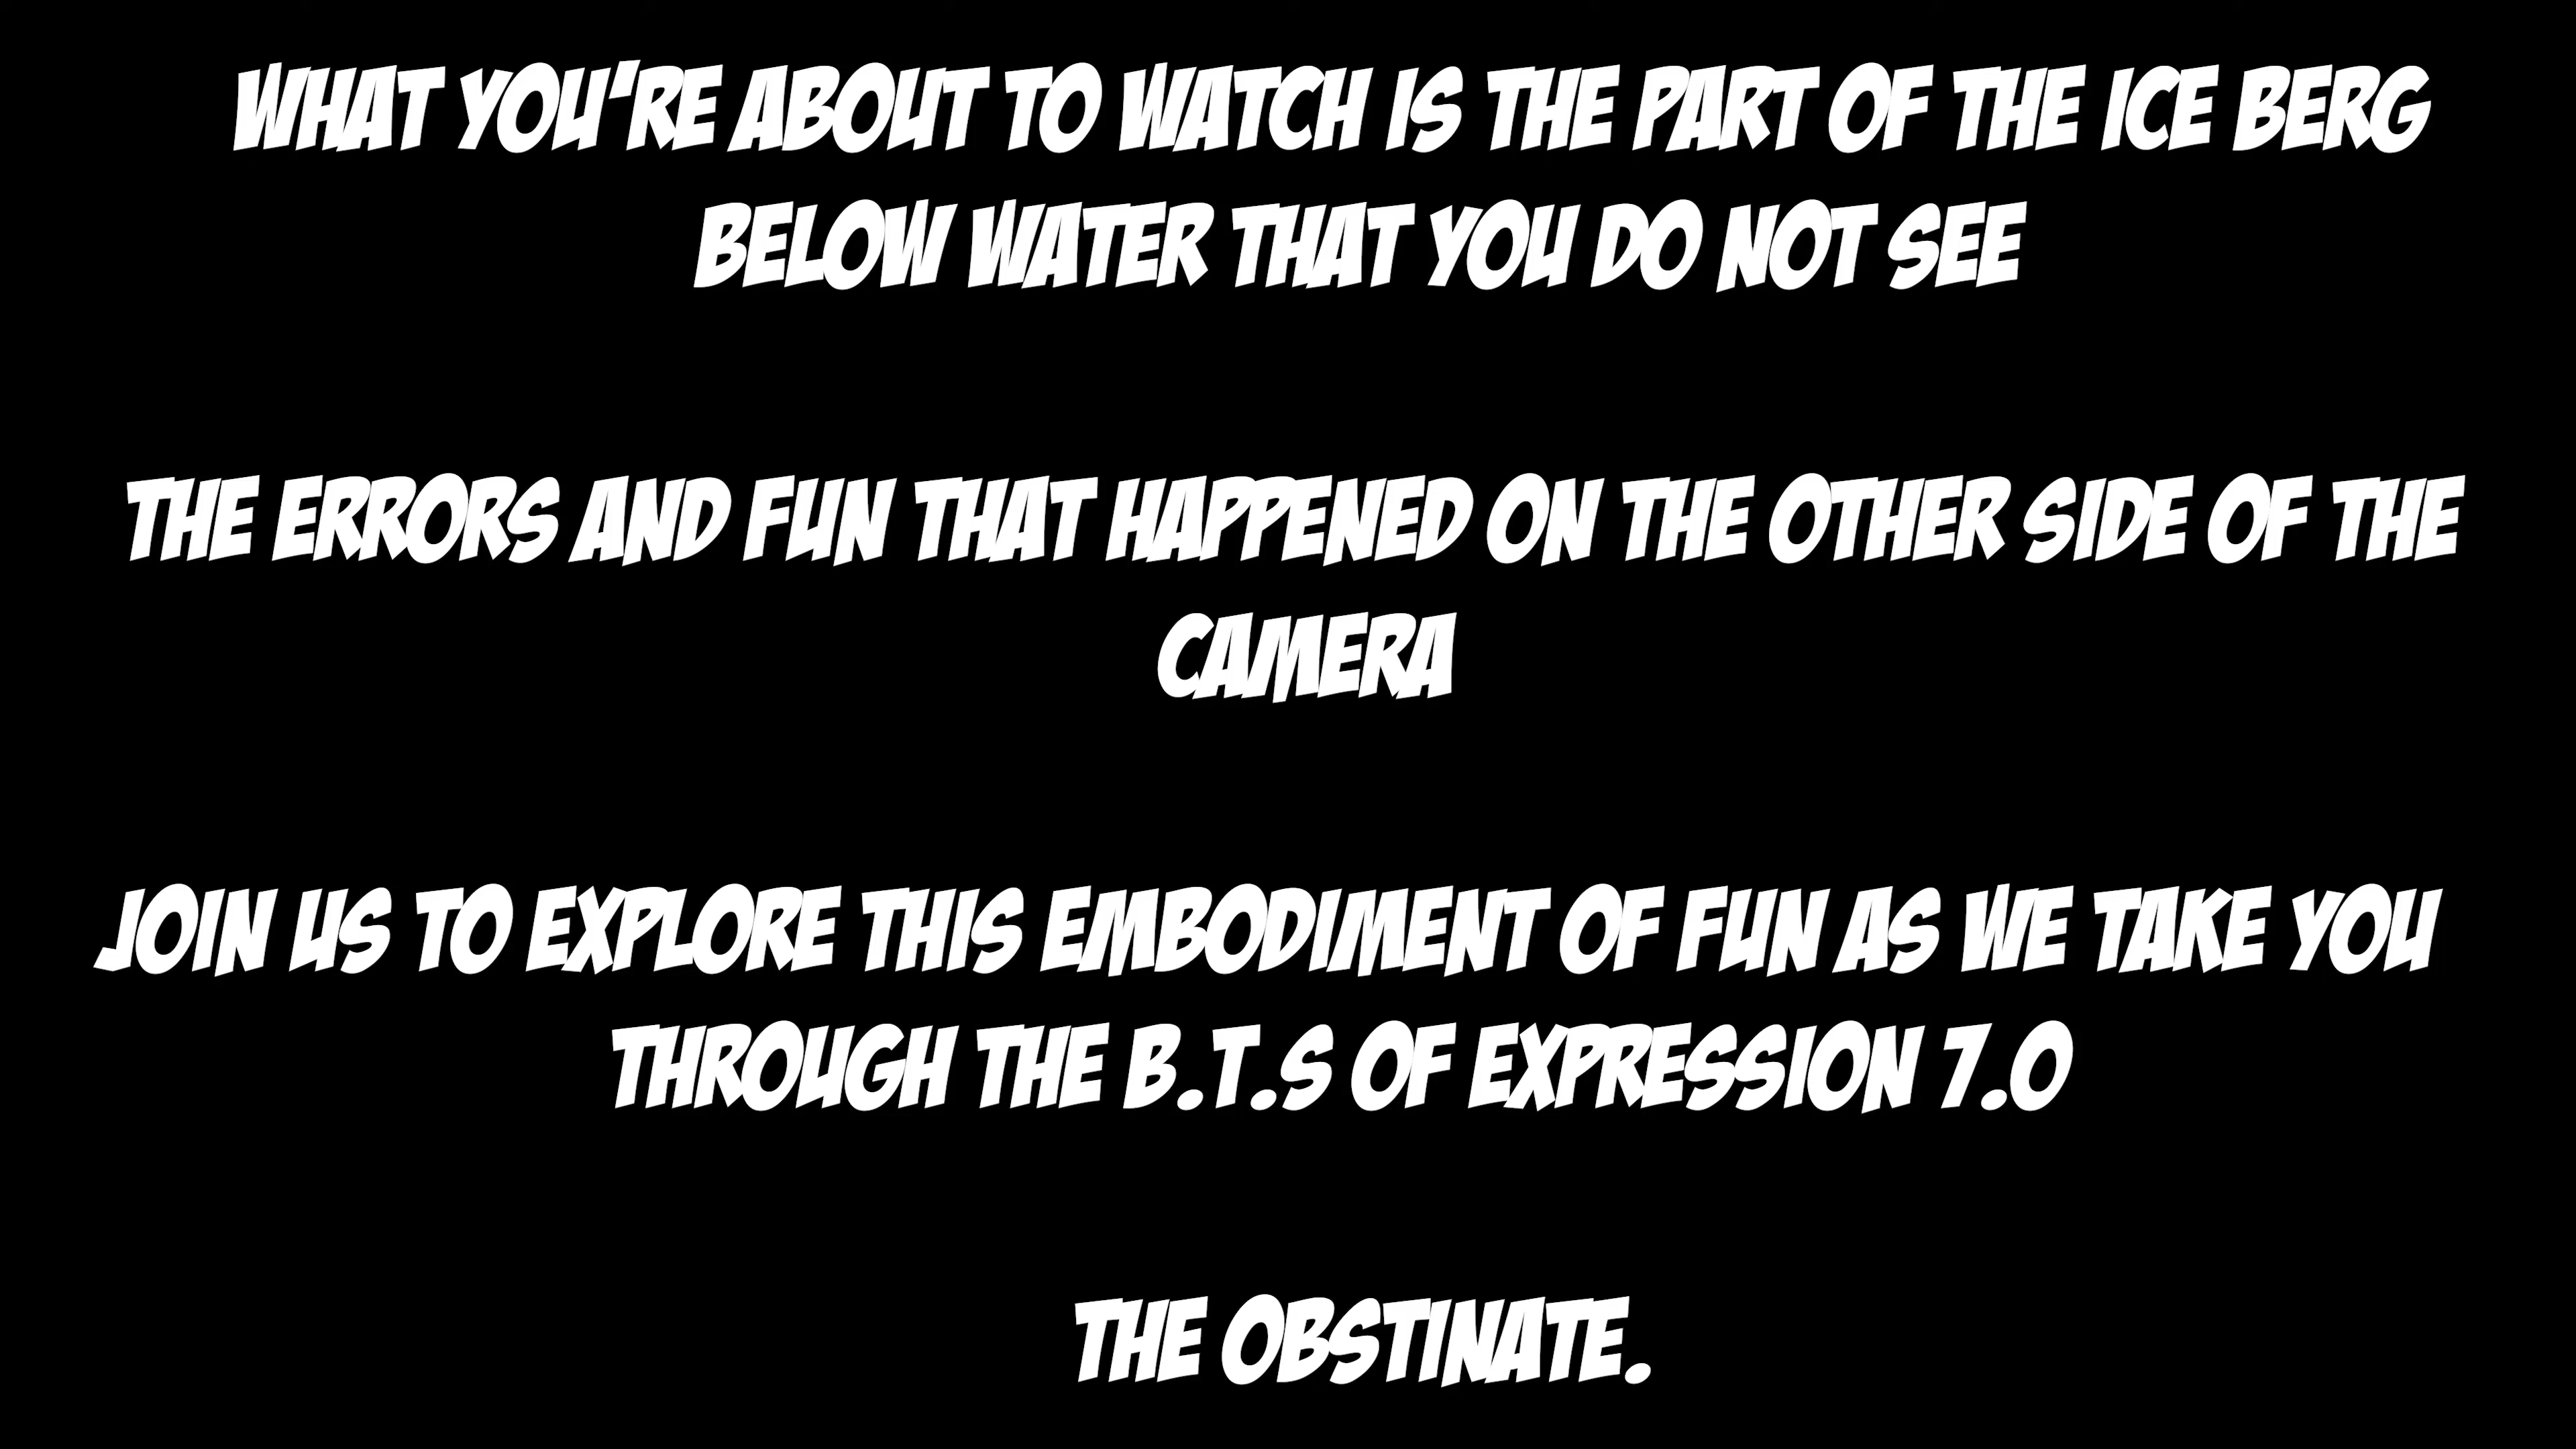 WHAT YOU'RE ABOUT TO WATCH IS THE PART OF THE ICE BERG
BELOW WATER THAT YOU DO NOT SEE
THE ERRORS AND FUN THAT HAPPENED ON THE OTHER SIDE OF THE
CAMERA
JOIN US TO EXPLORE THIS EMBODIMENT OF FUN AS WE TAKE YOU
THROUGH THE B.T.S OF EXPRESSION 7.0
THE OBSTINATE.